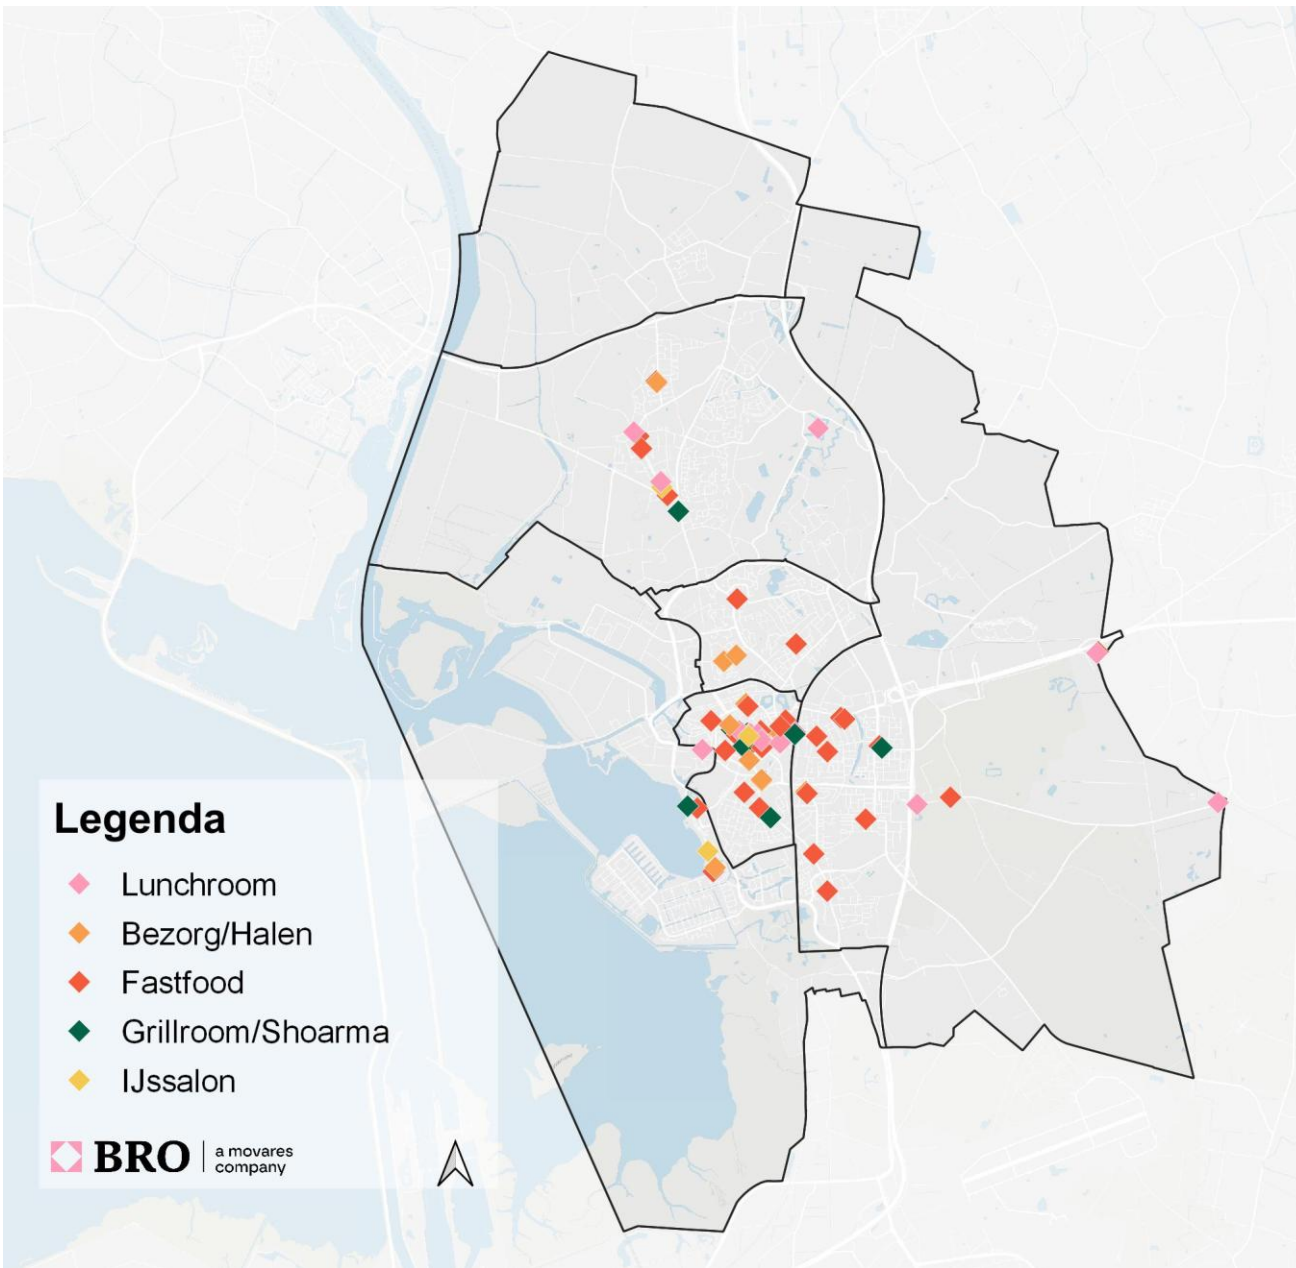 Legenda
Lunchroom
Bezorg/Halen
Fastfood
Grillroom/Shoarma
IJssalon
BRO
a movares
company